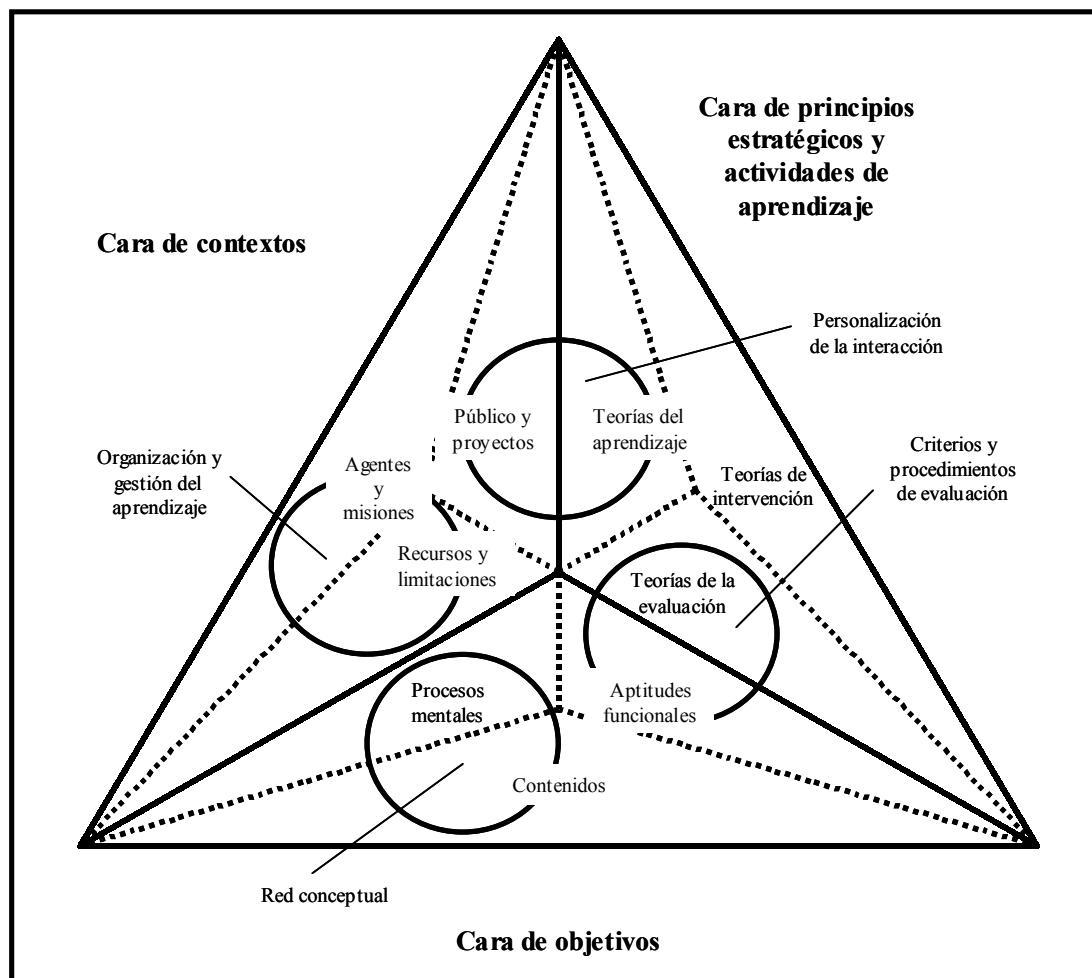 Cara de principios
estratégicos y
actividades de
aprendizaje
Cara de contextos
Personalización
de la interacción
Público y
proyectos
Teorías del
aprendizaje
Organización y
gestión del
aprendizaje
Agentes
y
misiones
Teorías de
intervención
Criterios y
procedimientos
de evaluación
Recursos y
limitaciones
Teorías de la
evaluación
Procesos
mentales
Aptitudes
funcionales
Contenidos
Red conceptual
Cara de objetivos